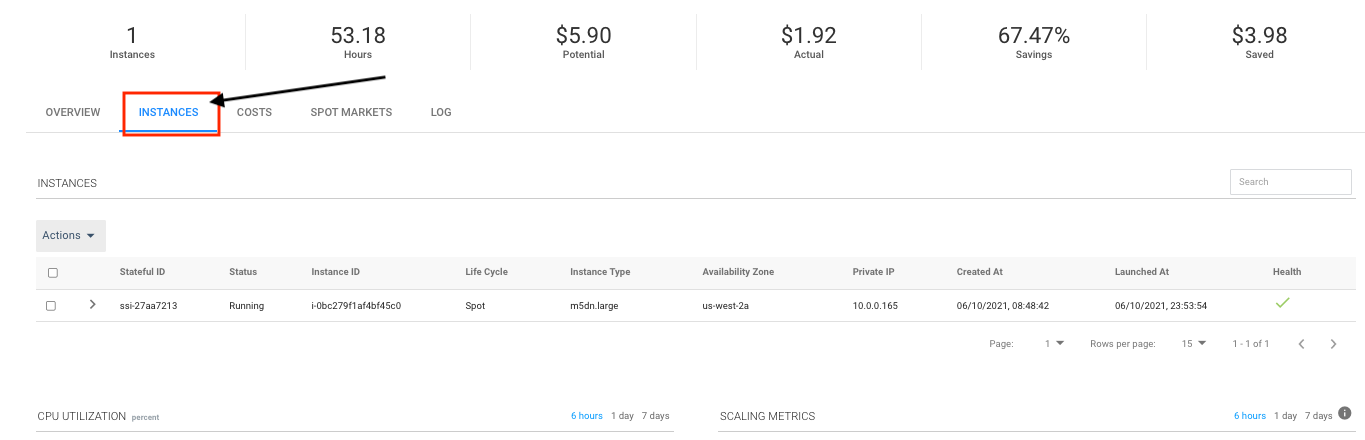 1 53.18 $5.90 $1.92 67.47% $3.98
Instances Hours Potential Actual Savings Saved
OVERVIEW INSTANCES COSTS SPOT MARKETS LOG
INSTANCES Search
Actions
Stateful ID Status Instance ID Life Cycle Instance Type Availability Zone Private IP Created At Launched At Health
ssi-27aa7213 Running i-0bc279f1af4bf45c0 Spot m5dn.large us-west-2a 10.0.0.165 06/10/2021, 08:48:42 06/10/2021, 23:53:54
Page: 1 Rows per page: 15 1 - 1 of 1
CPU UTILIZATION percent 6 hours 1 day 7 days SCALING METRICS 6 hours 1 day 7 days i